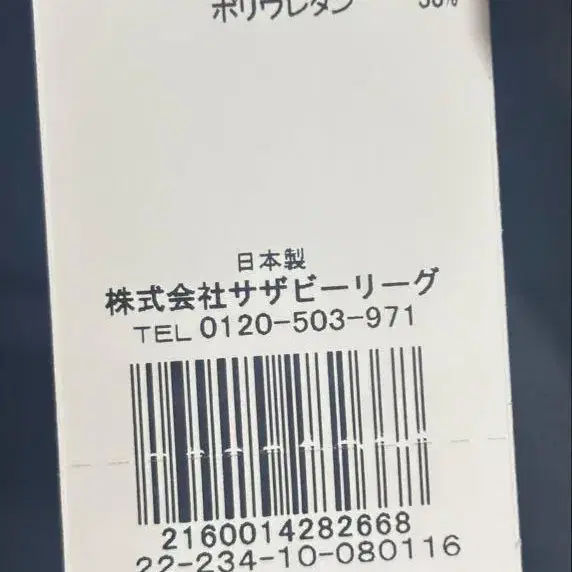 ポリウレタン 50%
日本製
株式会社サザビーリーグ
TEL 0120-503-971
2160014282668
22-234-10-080116